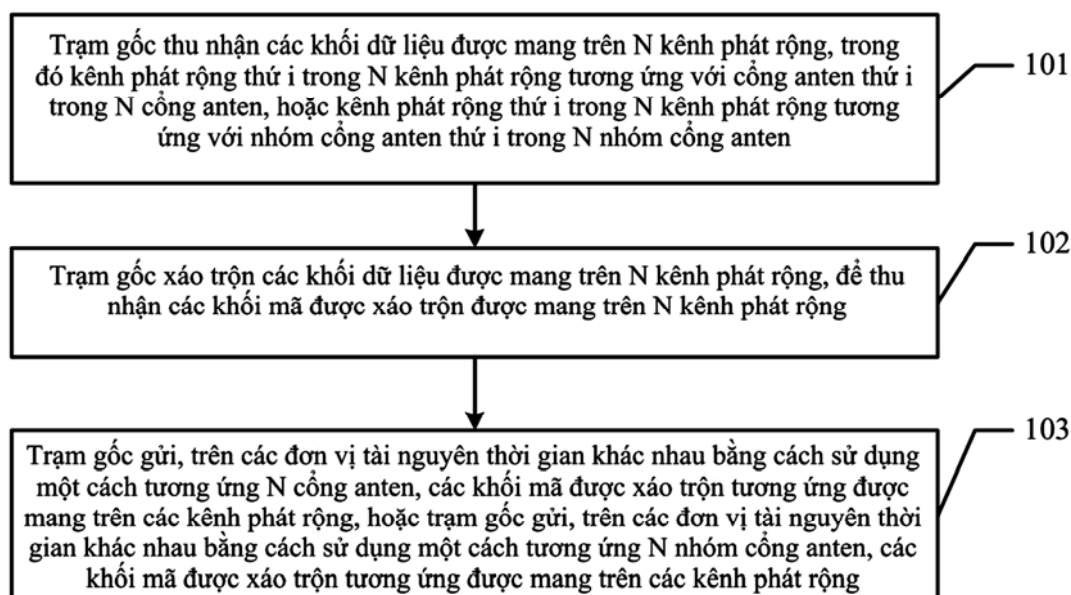 Trạm gốc thu nhận các khối dữ liệu được mang trên N kênh phát rộng, trong
đó kênh phát rộng thứ i trong N kênh phát rộng tương ứng với cổng anten thứ i
trong N cổng anten, hoặc kênh phát rộng thứ i trong N kênh phát rộng tương
ứng với nhóm cổng anten thứ i trong N nhóm cổng anten
101
Trạm gốc xáo trộn các khối dữ liệu được mang trên N kênh phát rộng, để thu
nhận các khối mã được xáo trộn được mang trên N kênh phát rộng
102
Trạm gốc gửi, trên các đơn vị tài nguyên thời gian khác nhau bằng cách sử dụng
một cách tương ứng N cổng anten, các khối mã được xáo trộn tương ứng được
mang trên các kênh phát rộng, hoặc trạm gốc gửi, trên các đơn vị tài nguyên thời
gian khác nhau bằng cách sử dụng một cách tương ứng N nhóm cổng anten, các
khối mã được xáo trộn tương ứng được mang trên các kênh phát rộng
103